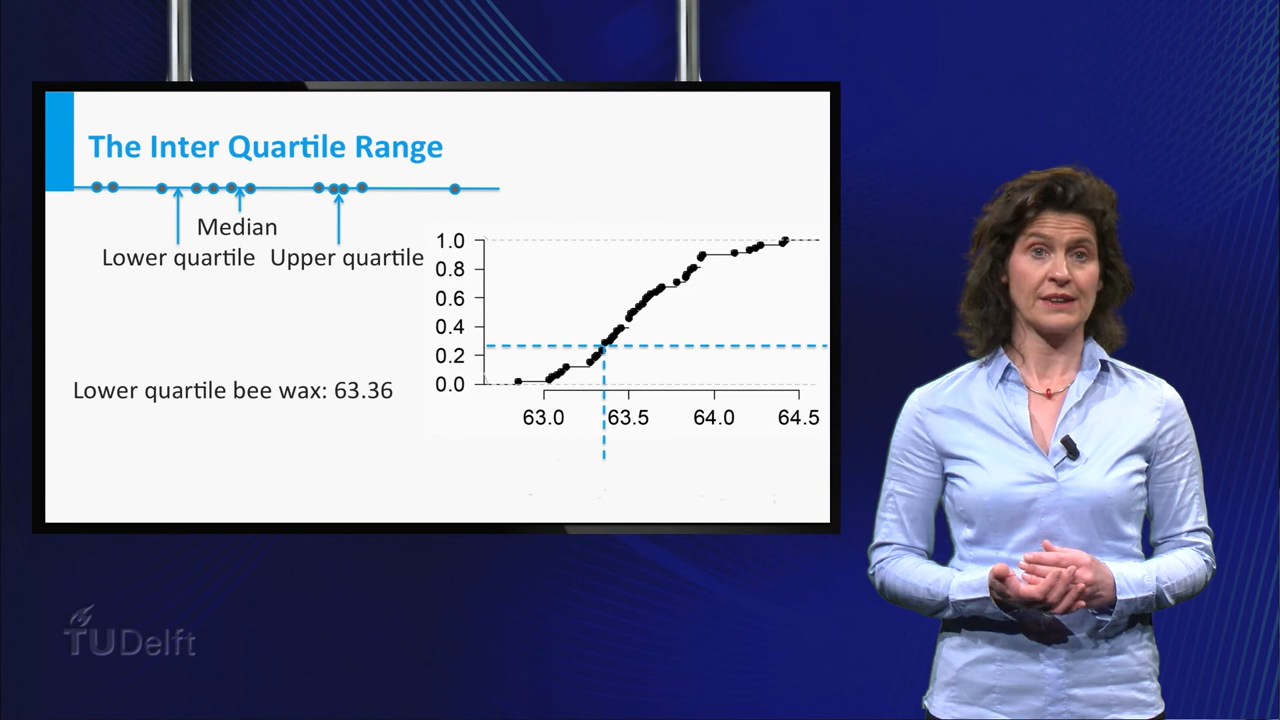 The Inter Quartile Range
Median
Lower quartile
Upper quartile
1.0
0.8
0.6
0.4
0.2
0.0
63.0
63.5
64.0
64.5
Lower quartile bee wax: 63.36
TUDelft